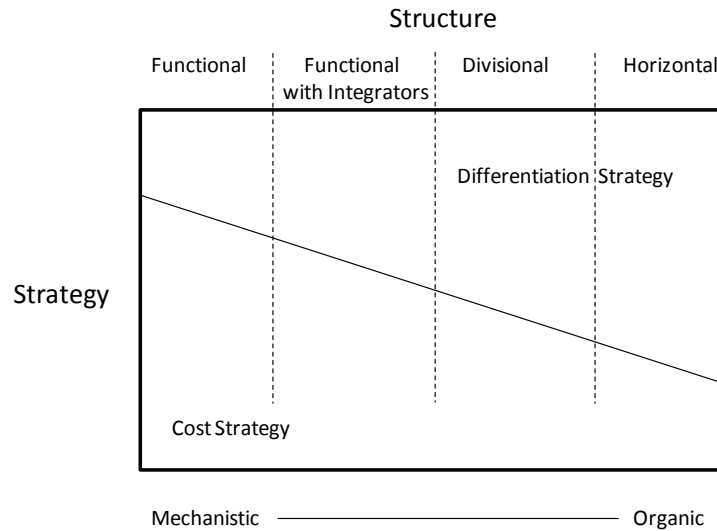 Structure
Functional
Functional
with Integrators
Divisional
Horizontal
Differentiation Strategy
Strategy
Cost Strategy
Mechanistic
Organic